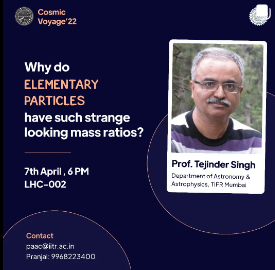 Cosmic
Voyage'22
Why do
ELEMENTARY
PARTICLES
have such strange
looking mass ratios?
7th April , 6 PM
LHC-002
Prof. Tejinder Singh
Department of Astronomy &
Astrophysics, TIFR Mumbai
Contact
paac@iitr.ac.in
Pranjal: 9968223400